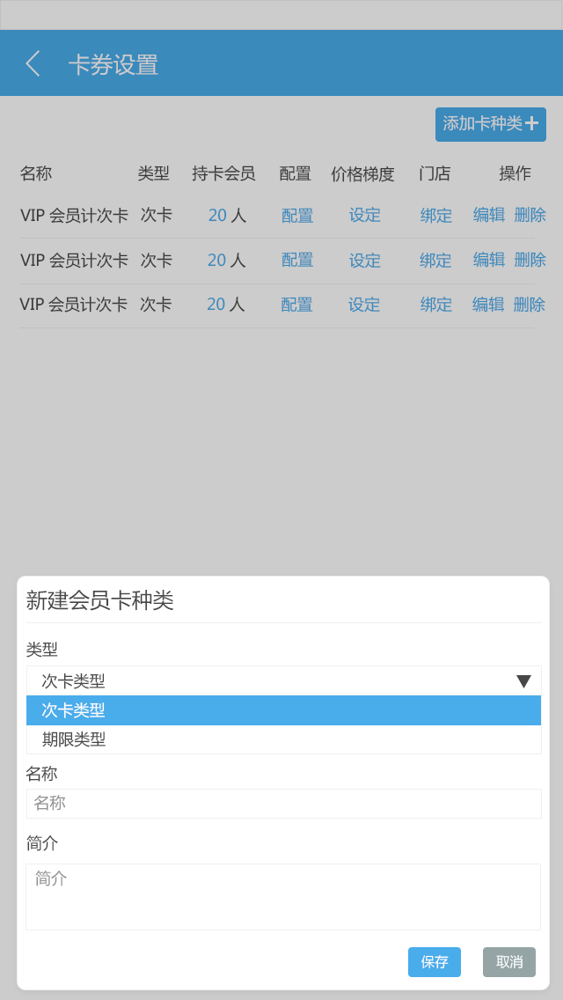 卡券设置
添加卡种类
名称 类型 持卡会员 配置 价格梯度 门店 操作
VIP 会员计次卡 次卡 20 人 配置 设定 绑定 编辑 删除
VIP 会员计次卡 次卡 20 人 配置 设定 绑定 编辑 删除
VIP 会员计次卡 次卡 20 人 配置 设定 绑定 编辑 删除
新建会员卡种类
类型
次卡类型
次卡类型
期限类型
名称
名称
简介
简介
保存 取消